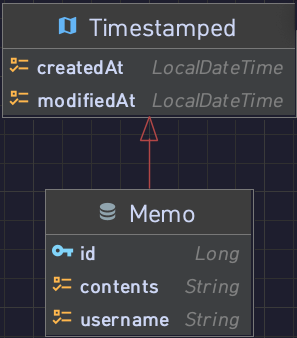 Timestamped
createdAt LocalDateTime
modifiedAt LocalDateTime
Memo
id Long
contents String
username String